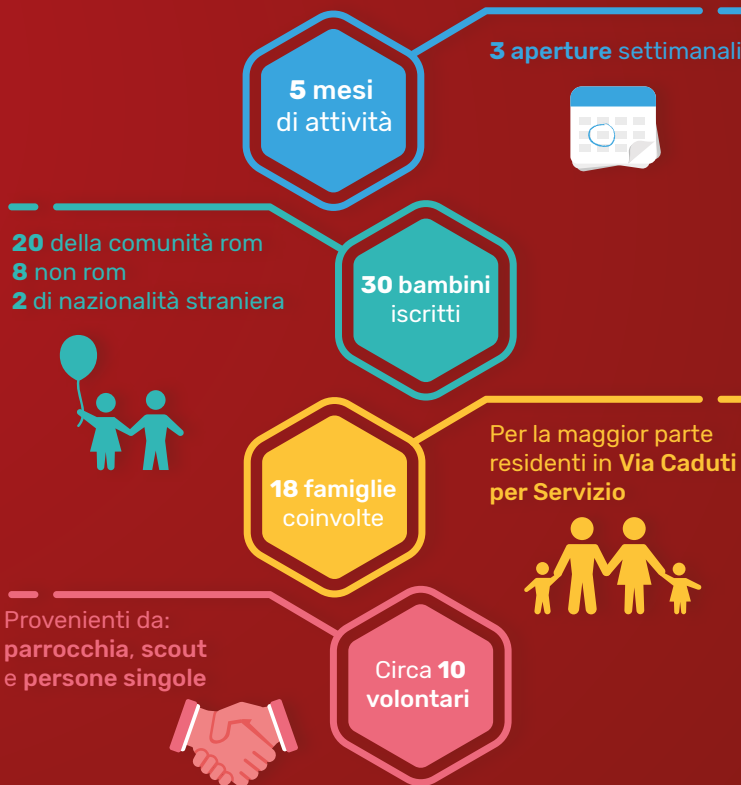 5 mesi
di attività
3 aperture settimanali
20 della comunità rom
8 non rom
2 di nazionalità straniera
30 bambini
iscritti
18 famiglie
coinvolte
Per la maggior parte
residenti in Via Caduti
per Servizio
Provenienti da:
parrocchia, scout
e persone singole
Circa 10
volontari